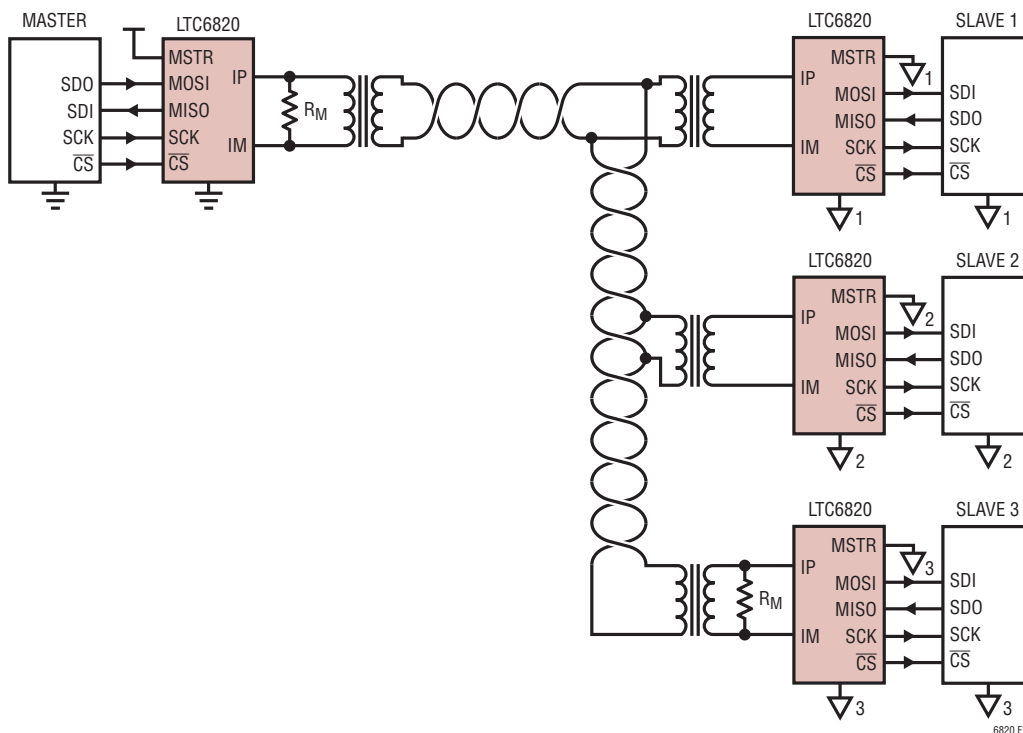 MASTER
LTC6820
MSTR
SDO
MOSI
IP
SDI
MISO
SCK
SCK
IM
CS
CS
RM
LTC6820
SLAVE 1
MSTR
IP
1
MOSI
SDI
MISO
SDO
IM
SCK
SCK
CS
CS
1
1
LTC6820
SLAVE 2
MSTR
IP
2
MOSI
SDI
MISO
SDO
IM
SCK
SCK
CS
CS
2
2
LTC6820
SLAVE 3
MSTR
IP
3
MOSI
SDI
RM
MISO
SDO
IM
SCK
SCK
CS
CS
3
3
6820 F